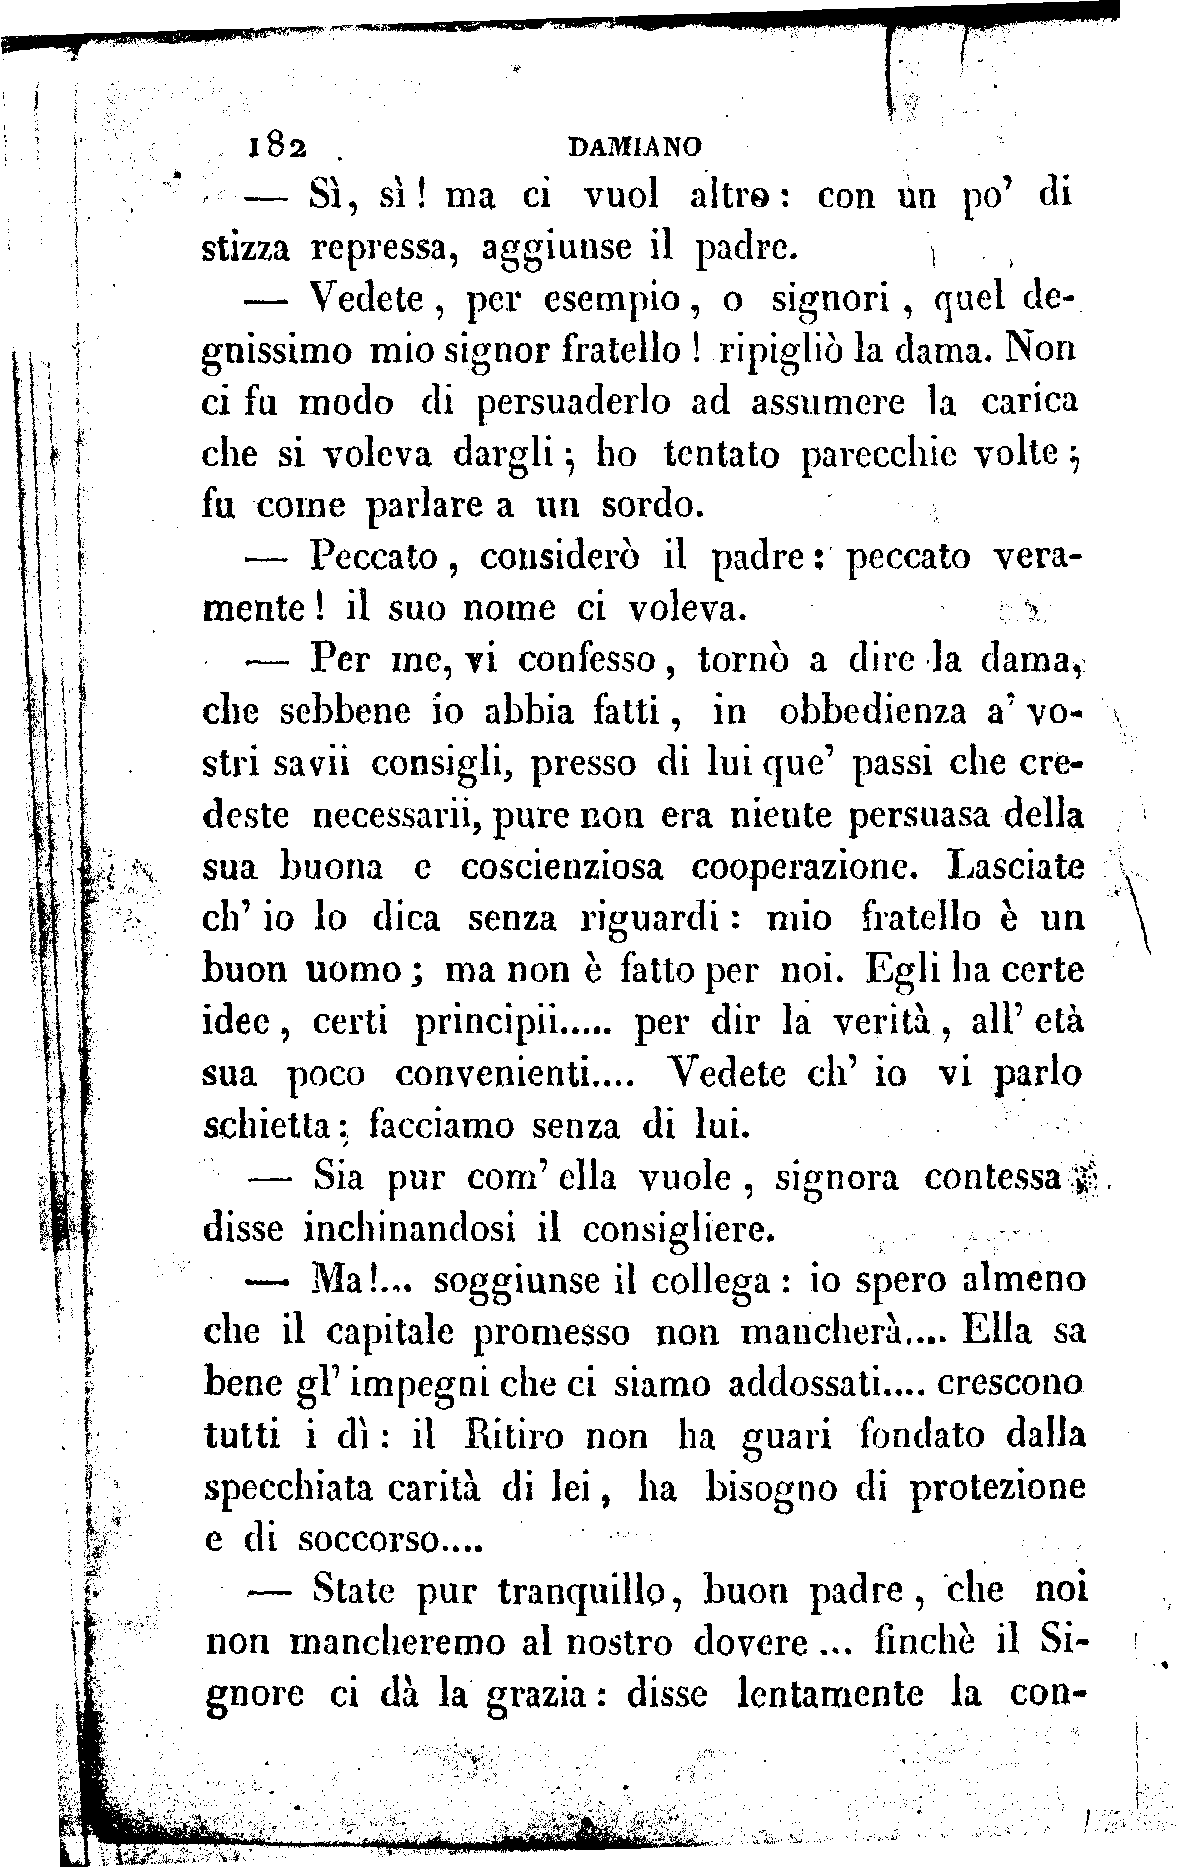 182 DAMIANO
— Sì, sì! ma ci vuol altro: con un po' di
stizza repressa, aggiunse il padre.
— Vedete, per esempio, o signori, quel de-
gnissimo mio signor fratello! ripigliò la dama. Non
ci fu modo di persuaderlo ad assumere la carica
che si voleva dargli; ho tentato parecchie volte;
fu come parlare a un sordo.
— Peccato, considerò il padre: peccato vera-
mente! il suo nome ci voleva.
— Per me, vi confesso, tornò a dire la dama,
che sebbene io abbia fatti, in obbedienza a' vo-
stri savii consigli, presso di lui que' passi che cre-
deste necessarii, pure non era niente persuasa della
sua buona e coscienziosa cooperazione. Lasciate
ch' io lo dica senza riguardi: mio fratello è un
buon uomo; ma non è fatto per noi. Egli ha certe
idee, certi principii..... per dir la verità, all' età
sua poco convenienti.... Vedete ch' io vi parlo
schietta: facciamo senza di lui.
— Sia pur com' ella vuole, signora contessa
disse inchinandosi il consigliere.
— Ma!... soggiunse il collega: io spero almeno
che il capitale promesso non mancherà.... Ella sa
bene gl' impegni che ci siamo addossati.... crescono
tutti i dì: il Ritiro non ha guari fondato dalla
specchiata carità di lei, ha bisogno di protezione
e di soccorso....
— State pur tranquillo, buon padre, che noi
non mancheremo al nostro dovere... finchè il Si-
gnore ci dà la grazia: disse lentamente la con-